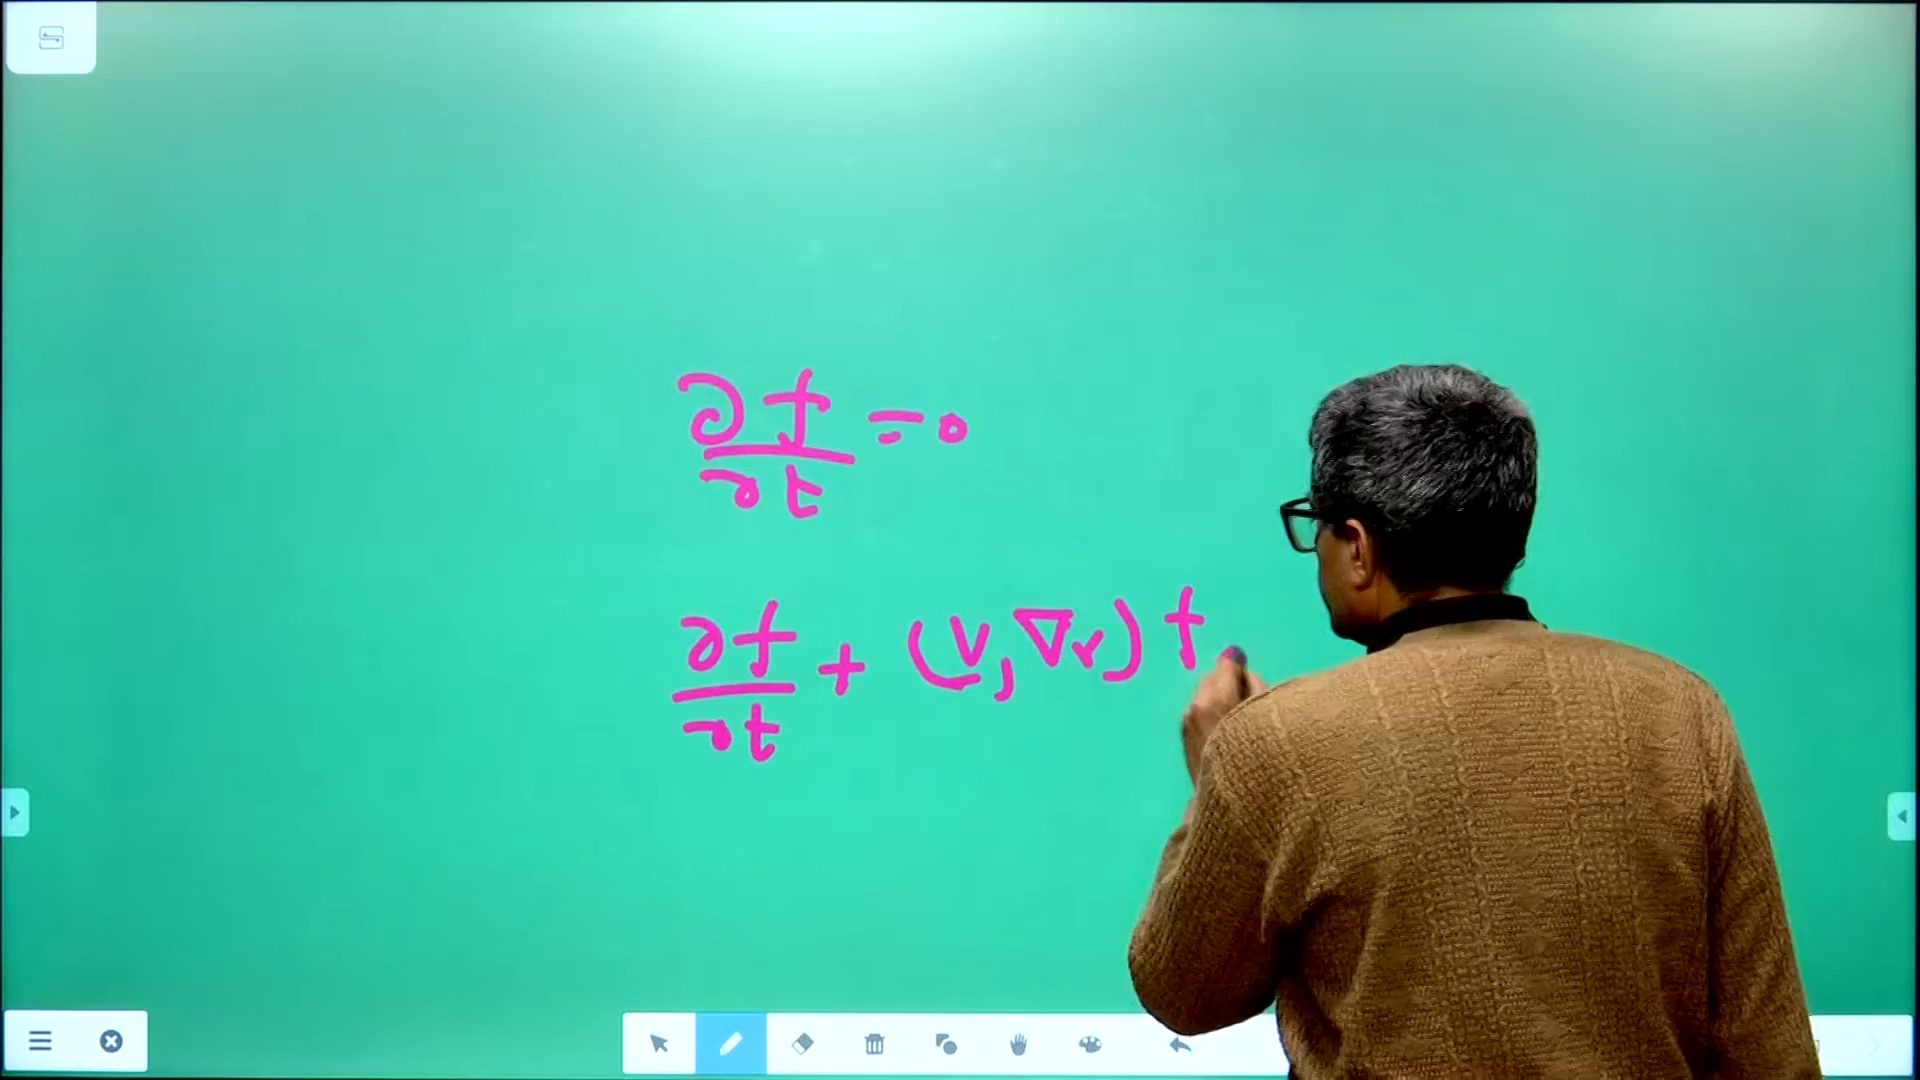 ∂f/∂t = 0
∂f/∂t + (v, ∇r) f